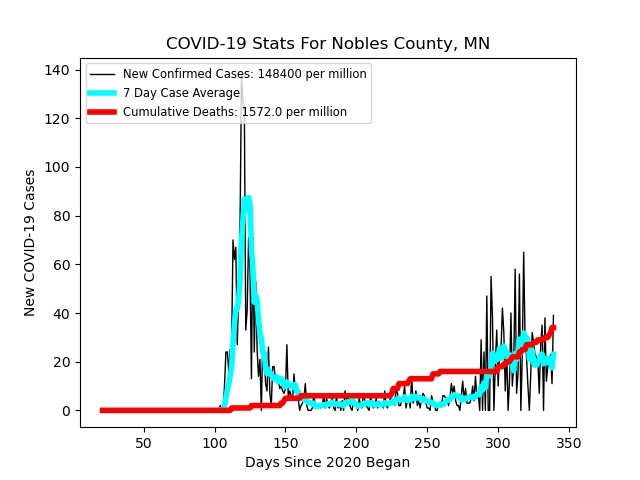 COVID-19 Stats For Nobles County, MN
New Confirmed Cases: 148400 per million
7 Day Case Average
Cumulative Deaths: 1572.0 per million
140
120
100
80
60
40
20
0
New COVID-19 Cases
50 100 150 200 250 300 350
Days Since 2020 Began